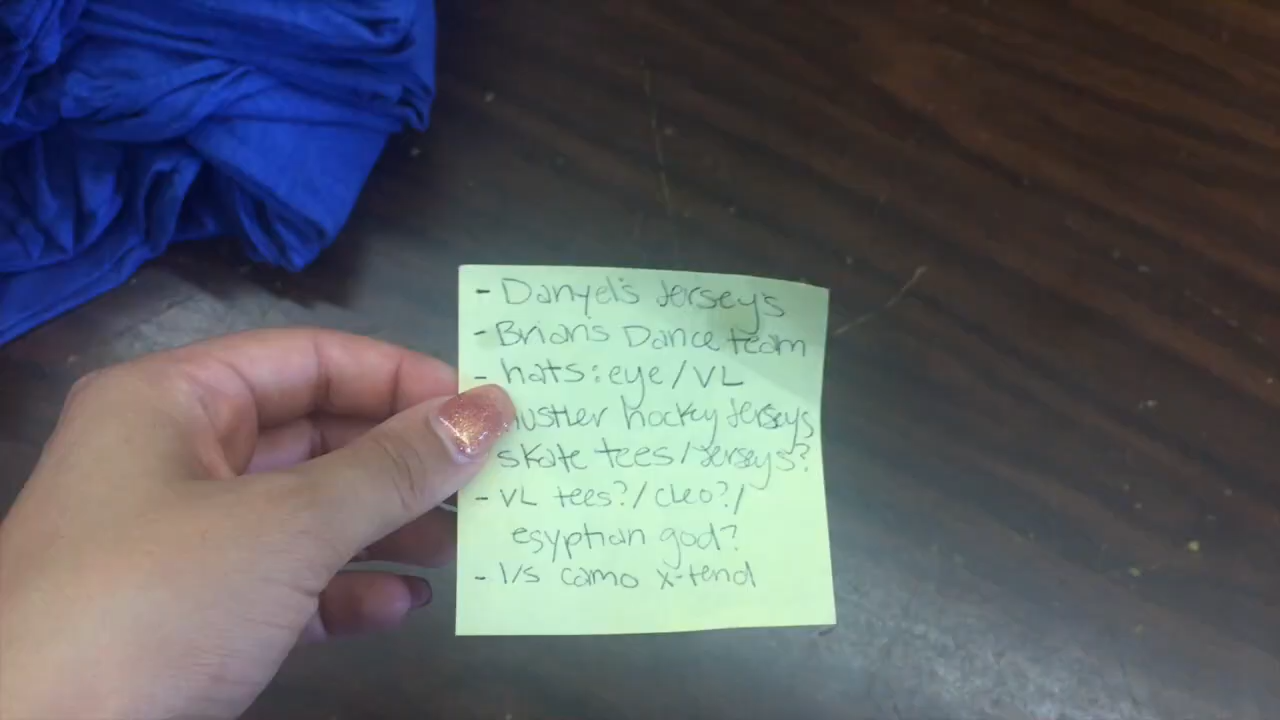 - Danyel's Jerseys
- Brian's Dance team
- hats: eye/VL
hustler hockey Jerseys
skate tees/Jerseys?
- VL tees?/cleo?/
esyptian god?
- l/s camo x-tend